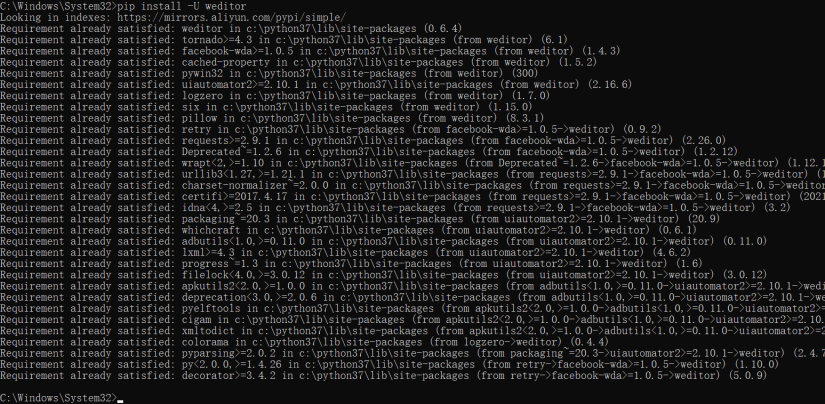 C:\Windows\System32>pip install -U weditor
Looking in indexes: https://mirrors.aliyun.com/pypi/simple/
Requirement already satisfied: weditor in c:\python37\lib\site-packages (0.6.4)
Requirement already satisfied: tornado>=4.3 in c:\python37\lib\site-packages (from weditor) (6.1)
Requirement already satisfied: facebook-wda>=1.0.5 in c:\python37\lib\site-packages (from weditor) (1.4.3)
Requirement already satisfied: cached-property in c:\python37\lib\site-packages (from weditor) (1.5.2)
Requirement already satisfied: pywin32 in c:\python37\lib\site-packages (from weditor) (300)
Requirement already satisfied: uiautomator2>=2.10.1 in c:\python37\lib\site-packages (from weditor) (2.16.6)
Requirement already satisfied: logzero in c:\python37\lib\site-packages (from weditor) (1.7.0)
Requirement already satisfied: six in c:\python37\lib\site-packages (from weditor) (1.15.0)
Requirement already satisfied: pillow in c:\python37\lib\site-packages (from weditor) (8.3.1)
Requirement already satisfied: retry in c:\python37\lib\site-packages (from facebook-wda>=1.0.5->weditor) (0.9.2)
Requirement already satisfied: requests>=2.9.1 in c:\python37\lib\site-packages (from facebook-wda>=1.0.5->weditor) (2.26.0)
Requirement already satisfied: Deprecated~=1.2.6 in c:\python37\lib\site-packages (from facebook-wda>=1.0.5->weditor) (1.2.12)
Requirement already satisfied: wrapt<2,>=1.10 in c:\python37\lib\site-packages (from Deprecated~=1.2.6->facebook-wda>=1.0.5->weditor) (1.12.1
Requirement already satisfied: urllib3<1.27,>=1.21.1 in c:\python37\lib\site-packages (from requests>=2.9.1->facebook-wda>=1.0.5->weditor) (1
Requirement already satisfied: charset-normalizer~=2.0.0 in c:\python37\lib\site-packages (from requests>=2.9.1->facebook-wda>=1.0.5->weditor
Requirement already satisfied: certifi>=2017.4.17 in c:\python37\lib\site-packages (from requests>=2.9.1->facebook-wda>=1.0.5->weditor) (2021
Requirement already satisfied: idna<4,>=2.5 in c:\python37\lib\site-packages (from requests>=2.9.1->facebook-wda>=1.0.5->weditor) (3.2)
Requirement already satisfied: packaging~=20.3 in c:\python37\lib\site-packages (from uiautomator2>=2.10.1->weditor) (20.9)
Requirement already satisfied: whichcraft in c:\python37\lib\site-packages (from uiautomator2>=2.10.1->weditor) (0.6.1)
Requirement already satisfied: adbutils<1.0,>=0.11.0 in c:\python37\lib\site-packages (from uiautomator2>=2.10.1->weditor) (0.11.0)
Requirement already satisfied: lxml>=4.3 in c:\python37\lib\site-packages (from uiautomator2>=2.10.1->weditor) (4.6.2)
Requirement already satisfied: progress~=1.3 in c:\python37\lib\site-packages (from uiautomator2>=2.10.1->weditor) (1.6)
Requirement already satisfied: filelock<4.0,>=3.0.12 in c:\python37\lib\site-packages (from uiautomator2>=2.10.1->weditor) (3.0.12)
Requirement already satisfied: apkutils2<2.0,>=1.0.0 in c:\python37\lib\site-packages (from adbutils<1.0,>=0.11.0->uiautomator2>=2.10.1->wedi
Requirement already satisfied: deprecation<3.0,>=2.0.6 in c:\python37\lib\site-packages (from adbutils<1.0,>=0.11.0->uiautomator2>=2.10.1->we
Requirement already satisfied: pyelftools in c:\python37\lib\site-packages (from apkutils2<2.0,>=1.0.0->adbutils<1.0,>=0.11.0->uiautomator2>=
Requirement already satisfied: cigam in c:\python37\lib\site-packages (from apkutils2<2.0,>=1.0.0->adbutils<1.0,>=0.11.0->uiautomator2>=2.10.
Requirement already satisfied: xmltodict in c:\python37\lib\site-packages (from apkutils2<2.0,>=1.0.0->adbutils<1.0,>=0.11.0->uiautomator2>=2
Requirement already satisfied: colorama in c:\python37\lib\site-packages (from logzero->weditor) (0.4.4)
Requirement already satisfied: pyparsing>=2.0.2 in c:\python37\lib\site-packages (from packaging~=20.3->uiautomator2>=2.10.1->weditor) (2.4.7
Requirement already satisfied: py<2.0.0,>=1.4.26 in c:\python37\lib\site-packages (from retry->facebook-wda>=1.0.5->weditor) (1.10.0)
Requirement already satisfied: decorator>=3.4.2 in c:\python37\lib\site-packages (from retry->facebook-wda>=1.0.5->weditor) (5.0.9)
C:\Windows\System32>